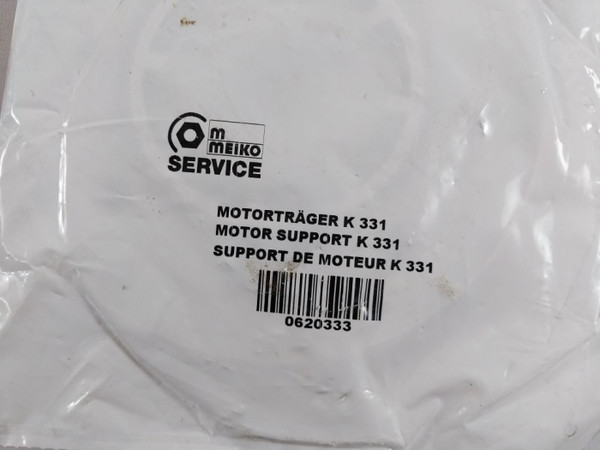 m
MEIKO
SERVICE
MOTORTRÄGER K 331
MOTOR SUPPORT K 331
SUPPORT DE MOTEUR K 331
0620333